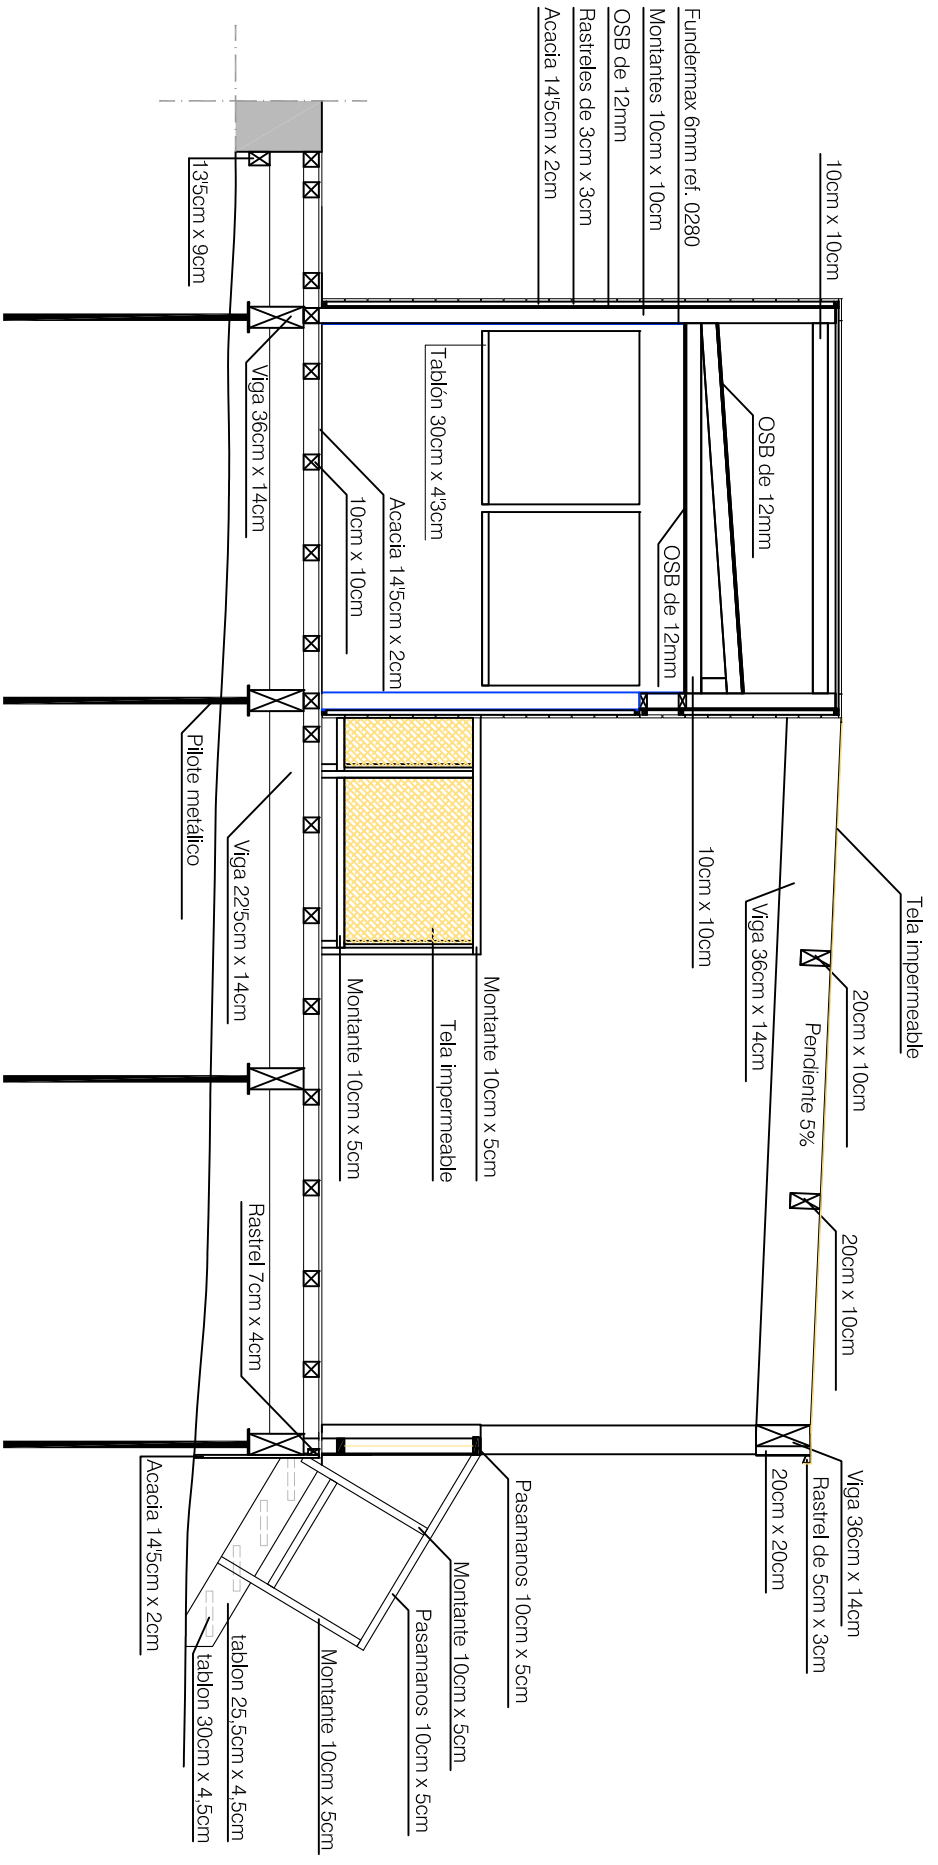 Fundermax 6mm ref. 0280
Montantes 10cm x 10cm
OSB de 12mm
Rastreles de 3cm x 3cm
Acacia 14'5cm x 2cm
10cm x 10cm
OSB de 12mm
OSB de 12mm
Tablón 30cm x 4'3cm
Acacia 14'5cm x 2cm
10cm x 10cm
13'5cm x 9cm
Viga 36cm x 14cm
Pilote metálico
Viga 22'5cm x 14cm
10cm x 10cm
Viga 36cm x 14cm
Tela impermeable
20cm x 10cm
Pendiente 5%
20cm x 10cm
Montante 10cm x 5cm
Tela impermeable
Montante 10cm x 5cm
Rastrel 7cm x 4cm
Viga 36cm x 14cm
Rastrel de 5cm x 3cm
20cm x 20cm
Pasamanos 10cm x 5cm
Montante 10cm x 5cm
Pasamanos 10cm x 5cm
Montante 10cm x 5cm
tablon 25,5cm x 4,5cm
tablon 30cm x 4,5cm
Acacia 14'5cm x 2cm